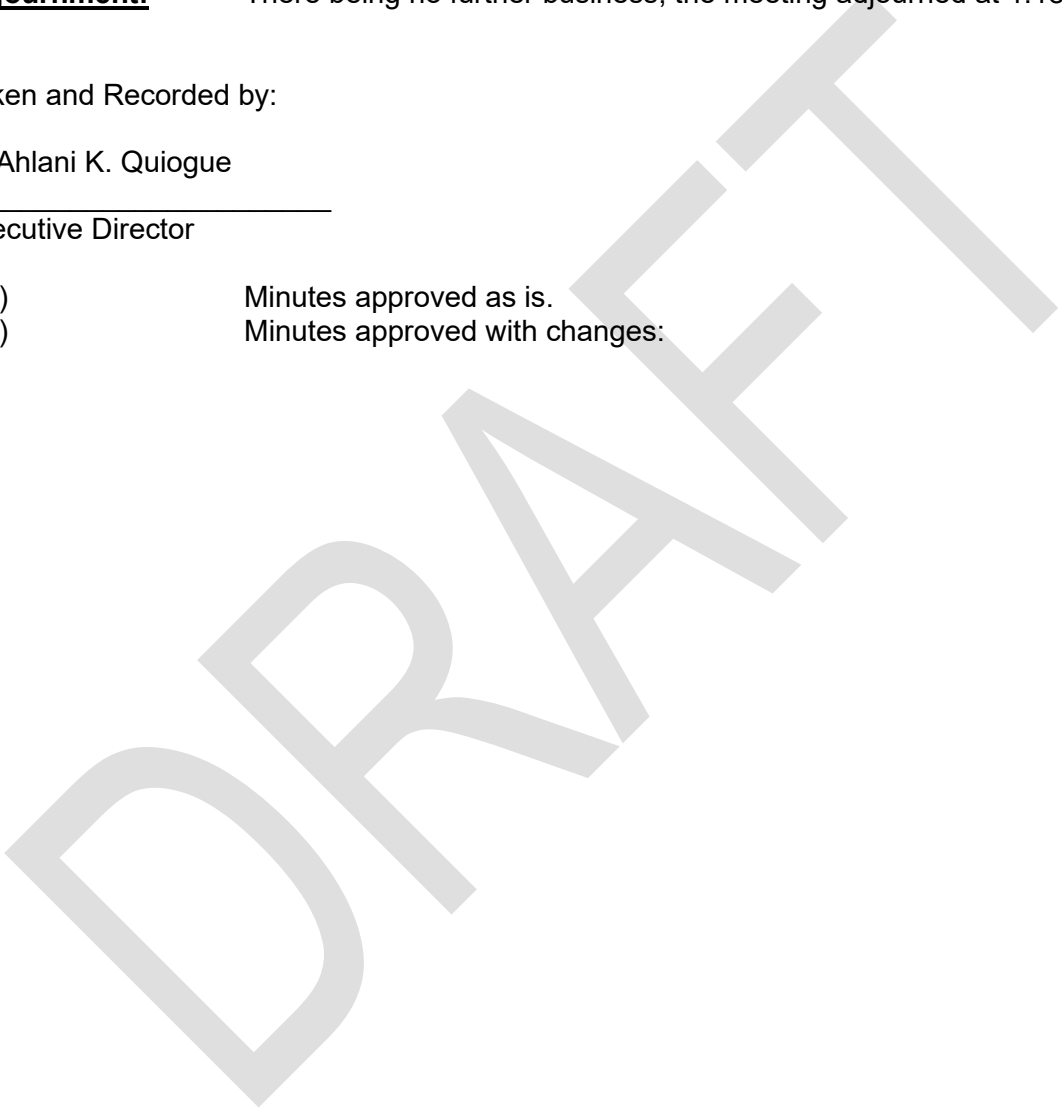 There being no further business, the meeting adjourned at
ken and Recorded by:
Ahlani K. Quiogue
ecutive Director
) Minutes approved as is.
) Minutes approved with changes:
DRAFT